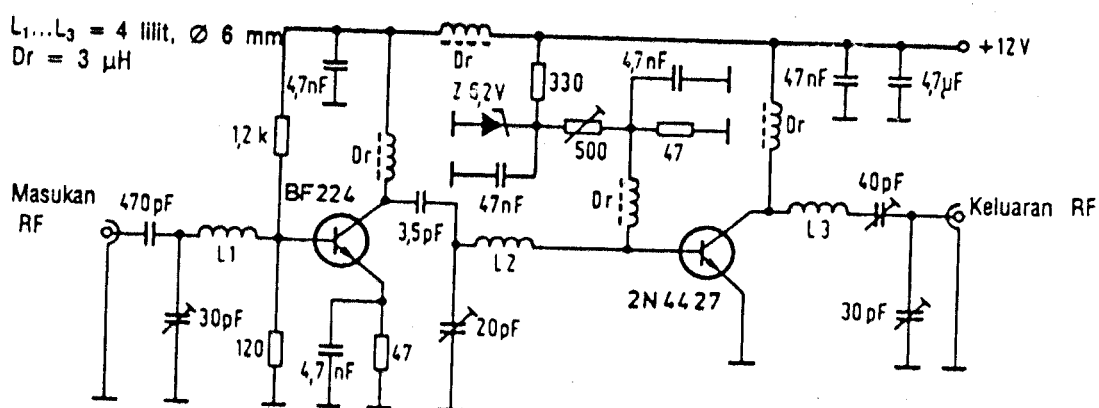 L₁...L₃ = 4 lilit, Ø 6 mm
Dr = 3 µH
4,7nF
1,2 k
Dr
Dr
Z 6,2V
330
4,7nF
500
47
47nF
Dr
47nF
4,7µF
+12V
Dr
Masukan
RF
470pF
L1
30pF
120
BF224
3,5pF
4,7nF
47
L2
20pF
2N4427
L3
40pF
30pF
Keluaran RF